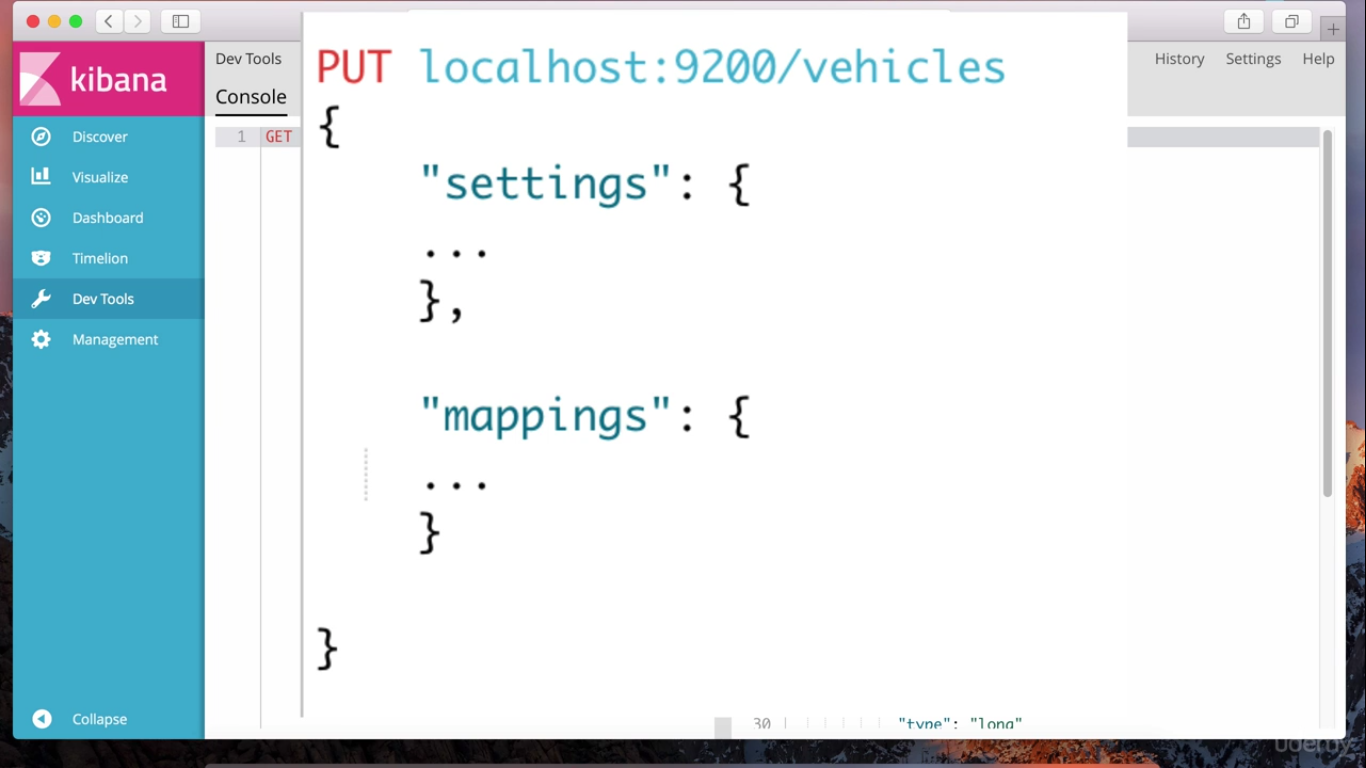 kibana
Discover
Visualize
Dashboard
Timelion
Dev Tools
Management
Collapse
Dev Tools
History Settings Help
Console
1 GET
PUT localhost:9200/vehicles
{
"settings": {
...
},
"mappings": {
...
}
}
30 "type": "long"
udemy